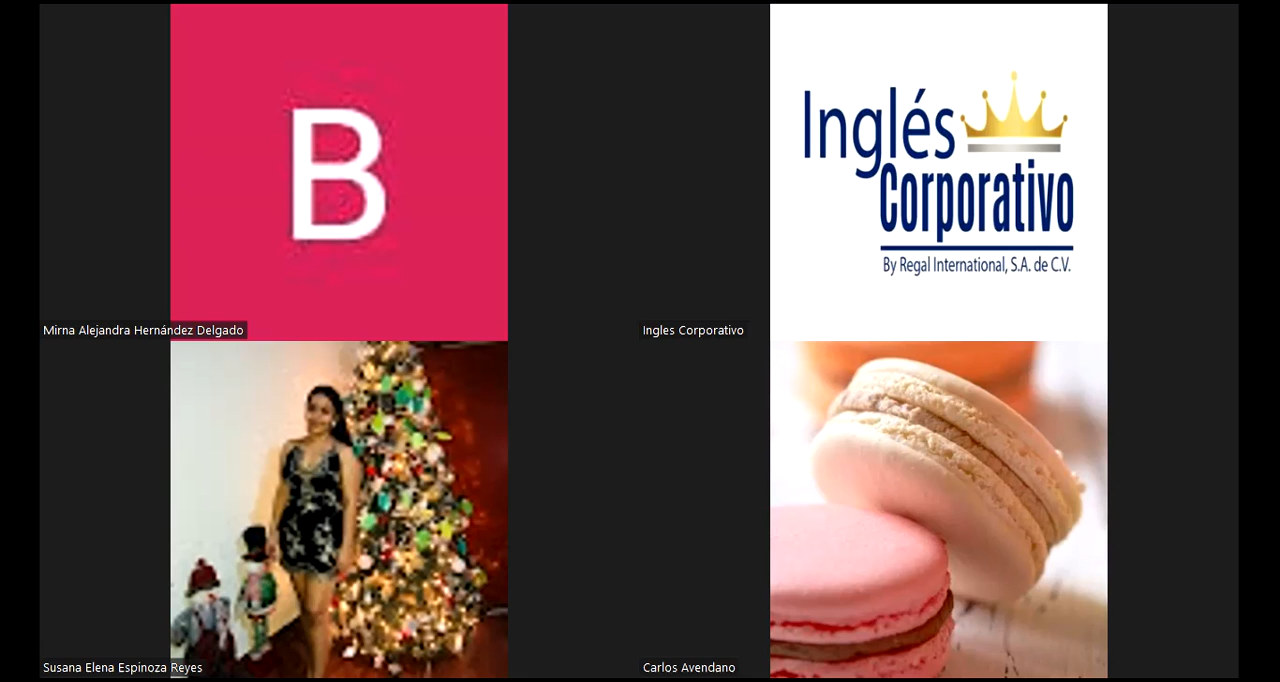 B
Mirna Alejandra Hernández Delgado
Inglés
Corporativo
By Regal International, S.A. de C.V.
Ingles Corporativo
Susana Elena Espinoza Reyes
Carlos Avendano